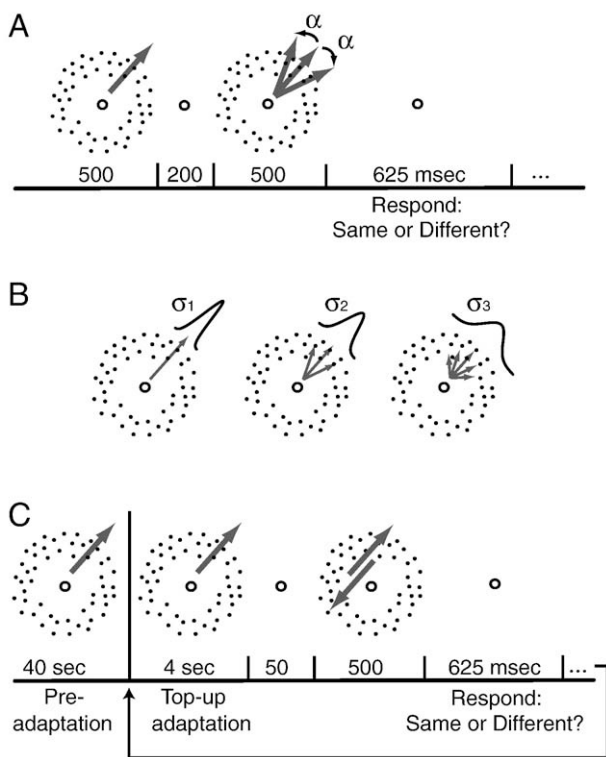 A
α
α
500 200 500 625 msec ...
Respond:
Same or Different?
B
σ1 σ2 σ3
C
40 sec 4 sec 50 500 625 msec ...
Pre- Top-up Respond:
adaptation adaptation Same or Different?